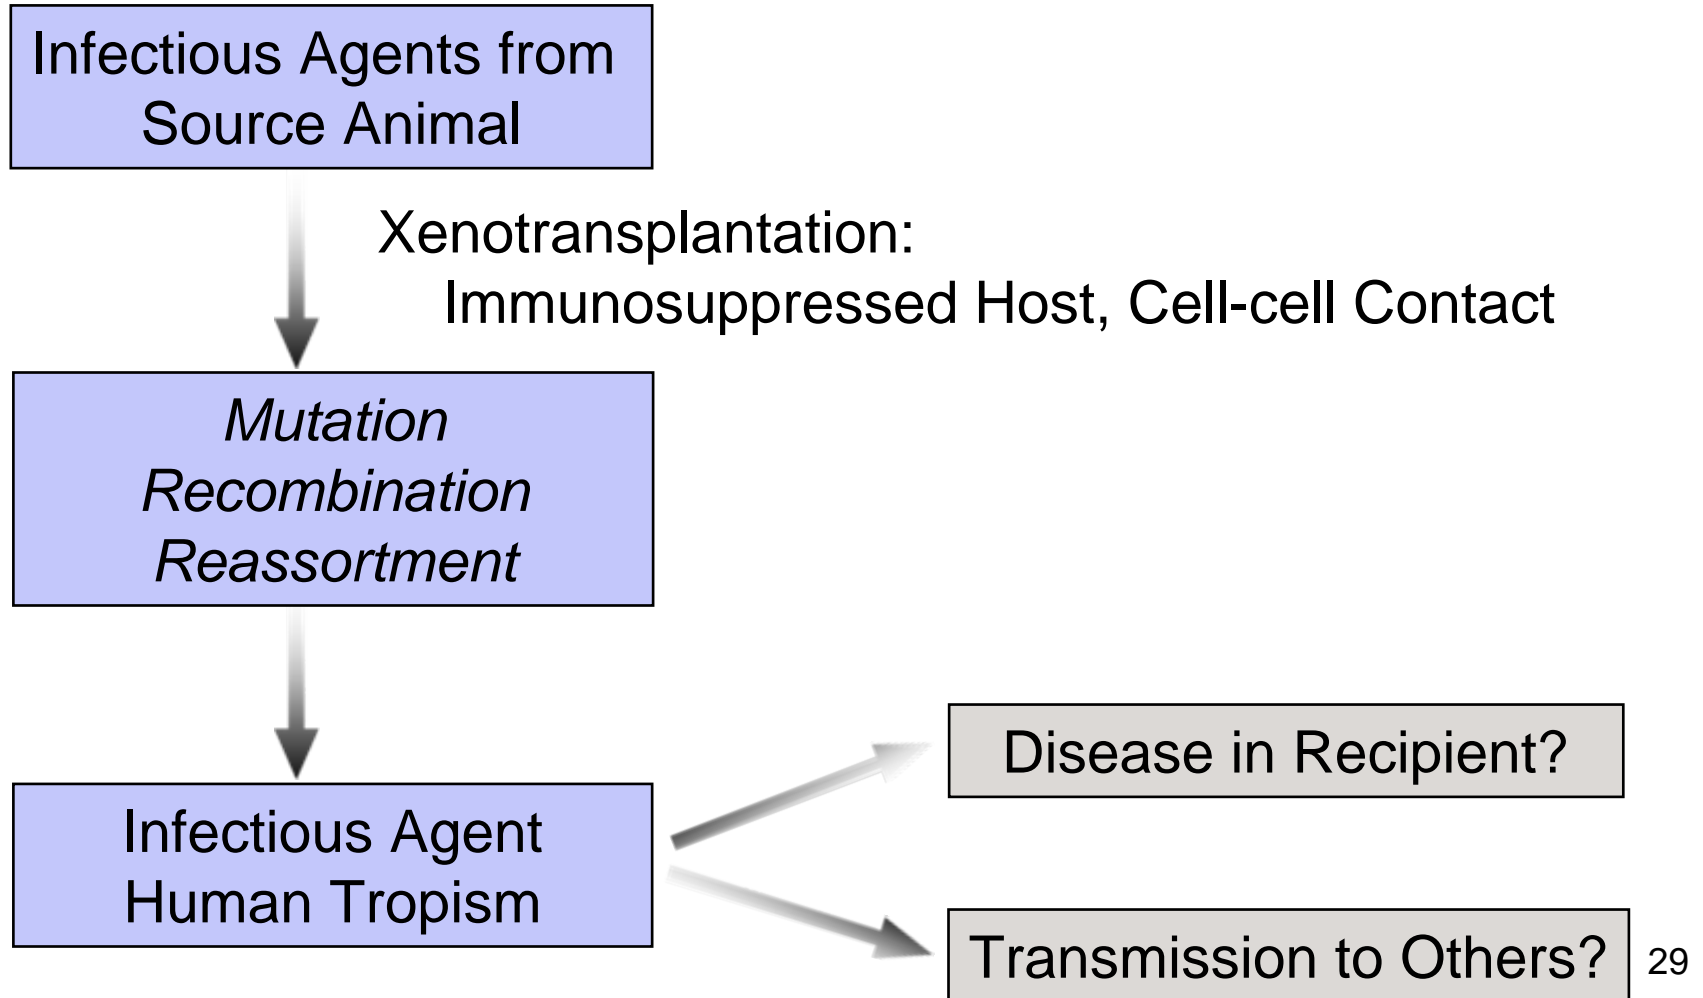 Infectious Agents from
Source Animal
Xenotransplantation:
Immunosuppressed Host, Cell-cell Contact
Mutation
Recombination
Reassortment
Infectious Agent
Human Tropism
Disease in Recipient?
Transmission to Others?
29